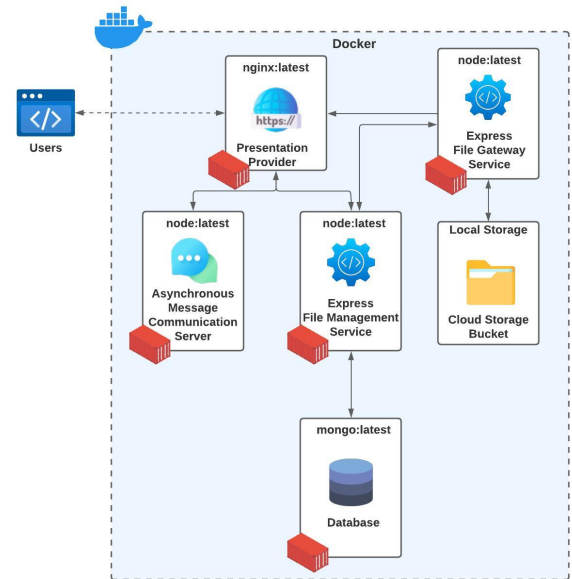 Docker
nginx:latest
https://
Presentation
Provider
node:latest
Express
File Gateway
Service
Users
node:latest
Asynchronous
Message
Communication
Server
node:latest
Express
File Management
Service
Local Storage
Cloud Storage
Bucket
mongo:latest
Database